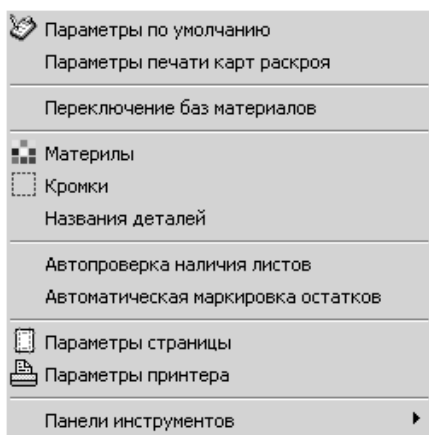 Параметры по умолчанию
Параметры печати карт раскроя
Переключение баз материалов
Материлы
Кромки
Названия деталей
Автопроверка наличия листов
Автоматическая маркировка остатков
Параметры страницы
Параметры принтера
Панели инструментов